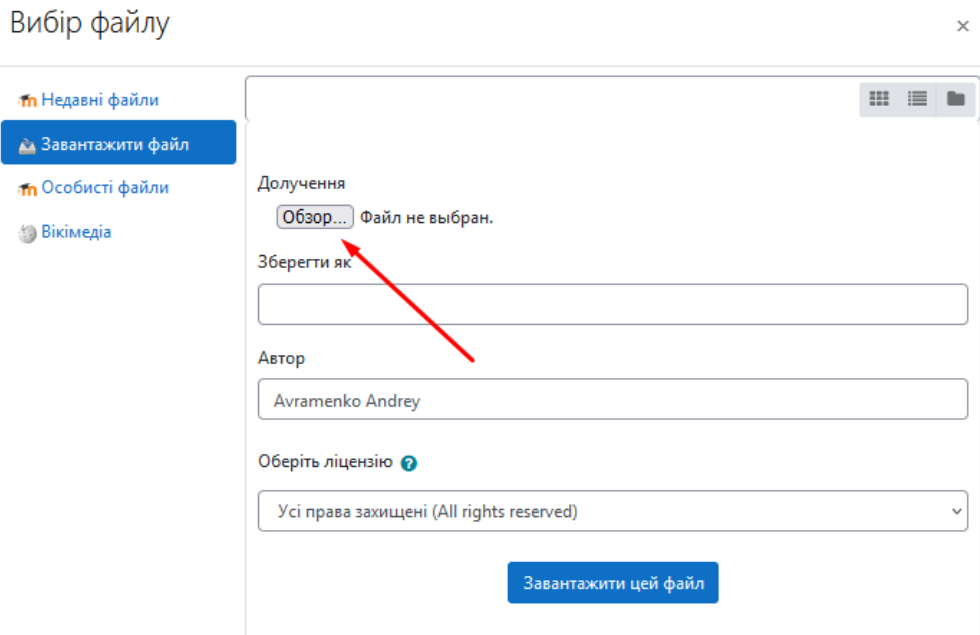 Вибір файлу
Недавні файли
Завантажити файл
Особисті файли
Вікімедіа
Долучення
Обзор... Файл не выбран.
Зберегти як
Автор
Avramenko Andrey
Оберіть ліцензію
Усі права захищені (All rights reserved)
Завантажити цей файл